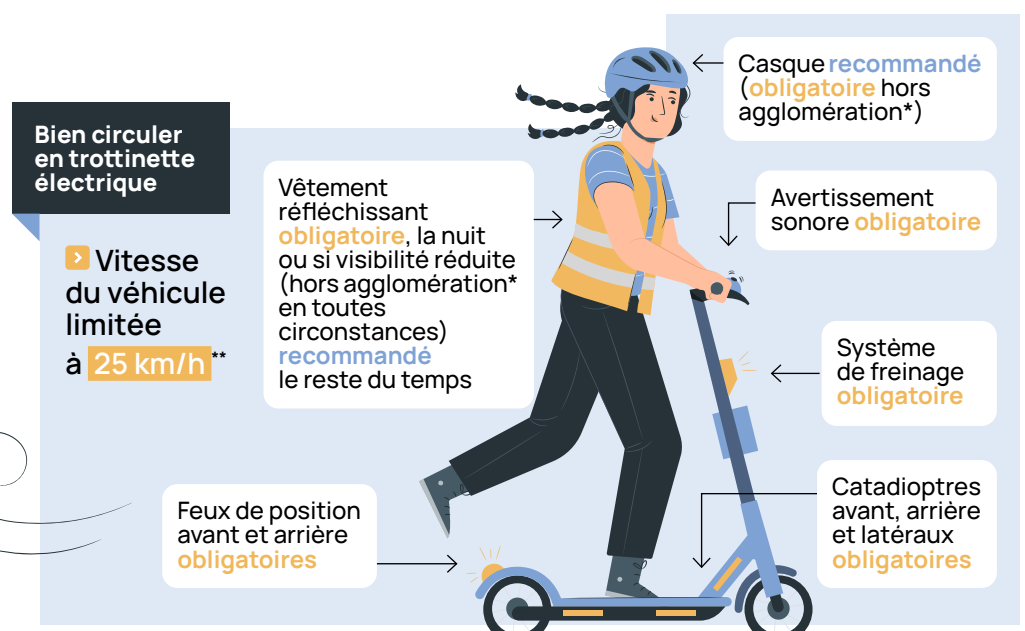 Bien circuler
en trottinette
électrique
Vitesse
du véhicule
limitée
à 25 km/h**
Vêtement
réfléchissant
obligatoire, la nuit
ou si visibilité réduite
(hors agglomération*
en toutes
circonstances)
recommandé
le reste du temps
Casque recommandé
(obligatoire hors
agglomération*)
Avertissement
sonore obligatoire
Système
de freinage
obligatoire
Catadioptres
avant, arrière
et latéraux
obligatoires
Feux de position
avant et arrière
obligatoires